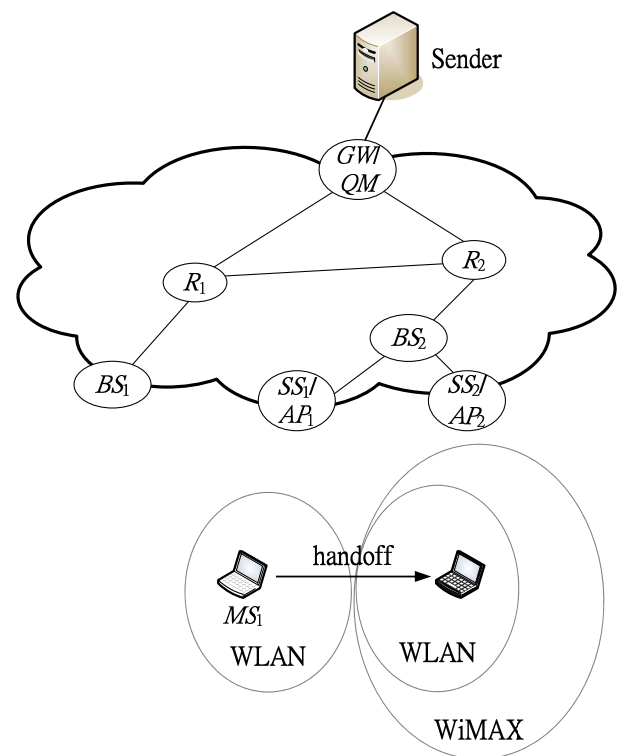 Sender
GW/
QM
R₁
R₂
BS₂
BS₁
SS₁/
AP₁
SS₂/
AP₂
handoff
MS₁
WLAN
WLAN
WiMAX